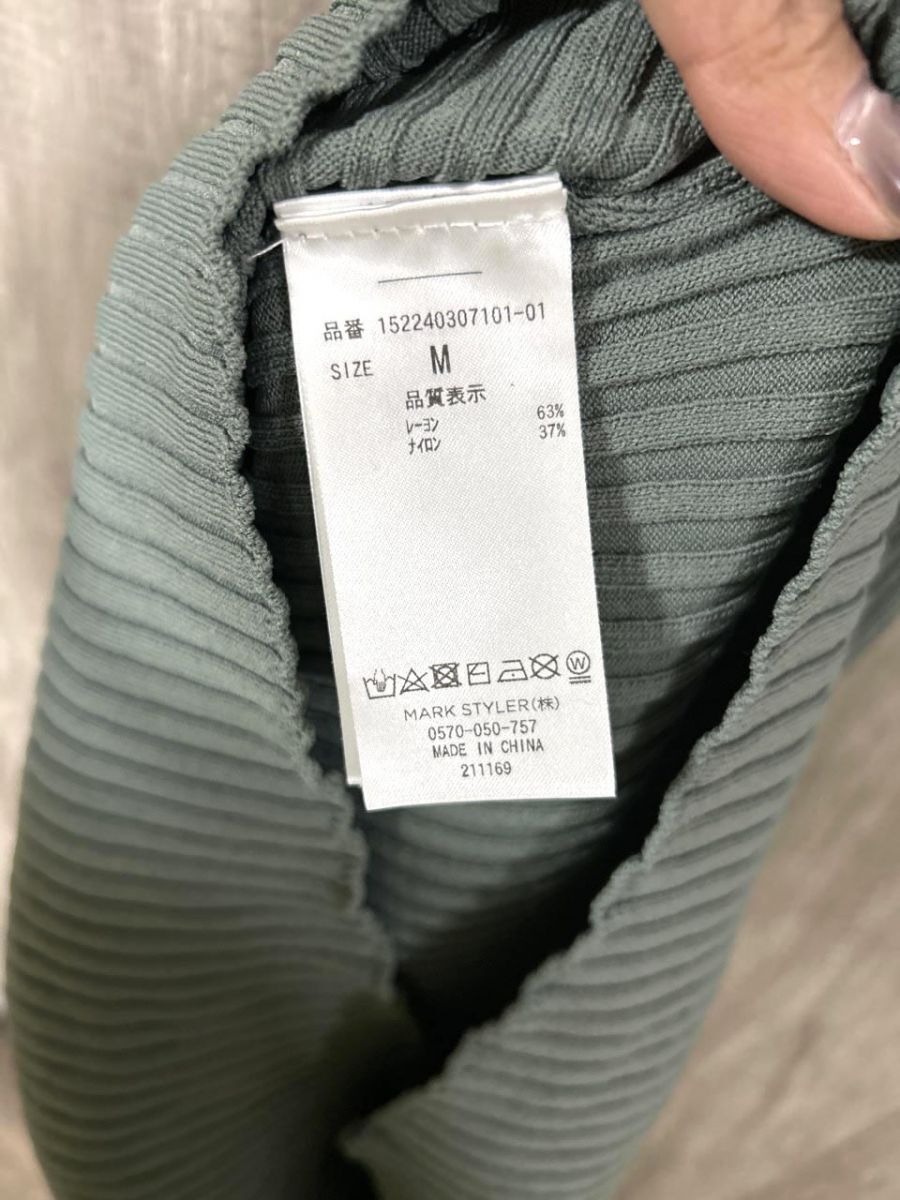 品番 152240307101-01
SIZE M
品質表示
レーヨン 63%
ナイロン 37%
W
MARK STYLER(株)
0570-050-757
MADE IN CHINA
211169